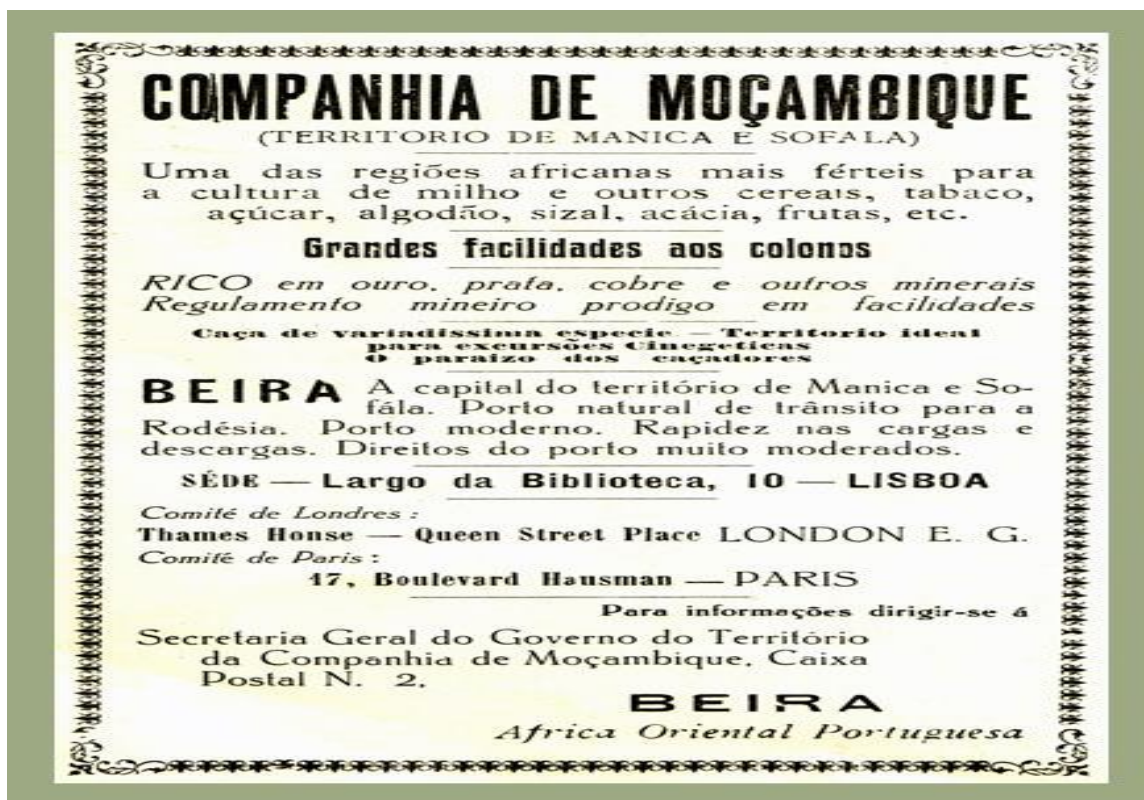 COMPANHIA DE MOÇAMBIQUE
(TERRITORIO DE MANICA E SOFALA)
Uma das regiões africanas mais férteis para
a cultura de milho e outros cereais, tabaco,
açúcar, algodão, sizal, acácia, frutas, etc.
Grandes facilidades aos colonos
RICO em ouro, prata, cobre e outros minerais
Regulamento mineiro prodigo em facilidades
Caça de variadissima especie — Territorio ideal
para excursões Cinegeticas
O paraizo dos caçadores
BEIRA A capital do território de Manica e So-
fála. Porto natural de trânsito para a
Rodésia. Porto moderno. Rapidez nas cargas e
descargas. Direitos do porto muito moderados.
SÉDE — Largo da Biblioteca, 10 — LISBOA
Comité de Londres :
Thames Honse — Queen Street Place LONDON E. G.
Comité de Paris :
17, Boulevard Hausman — PARIS
Para informações dirigir-se á
Secretaria Geral do Governo do Território
da Companhia de Moçambique, Caixa
Postal N. 2,
BEIRA
Africa Oriental Portuguesa